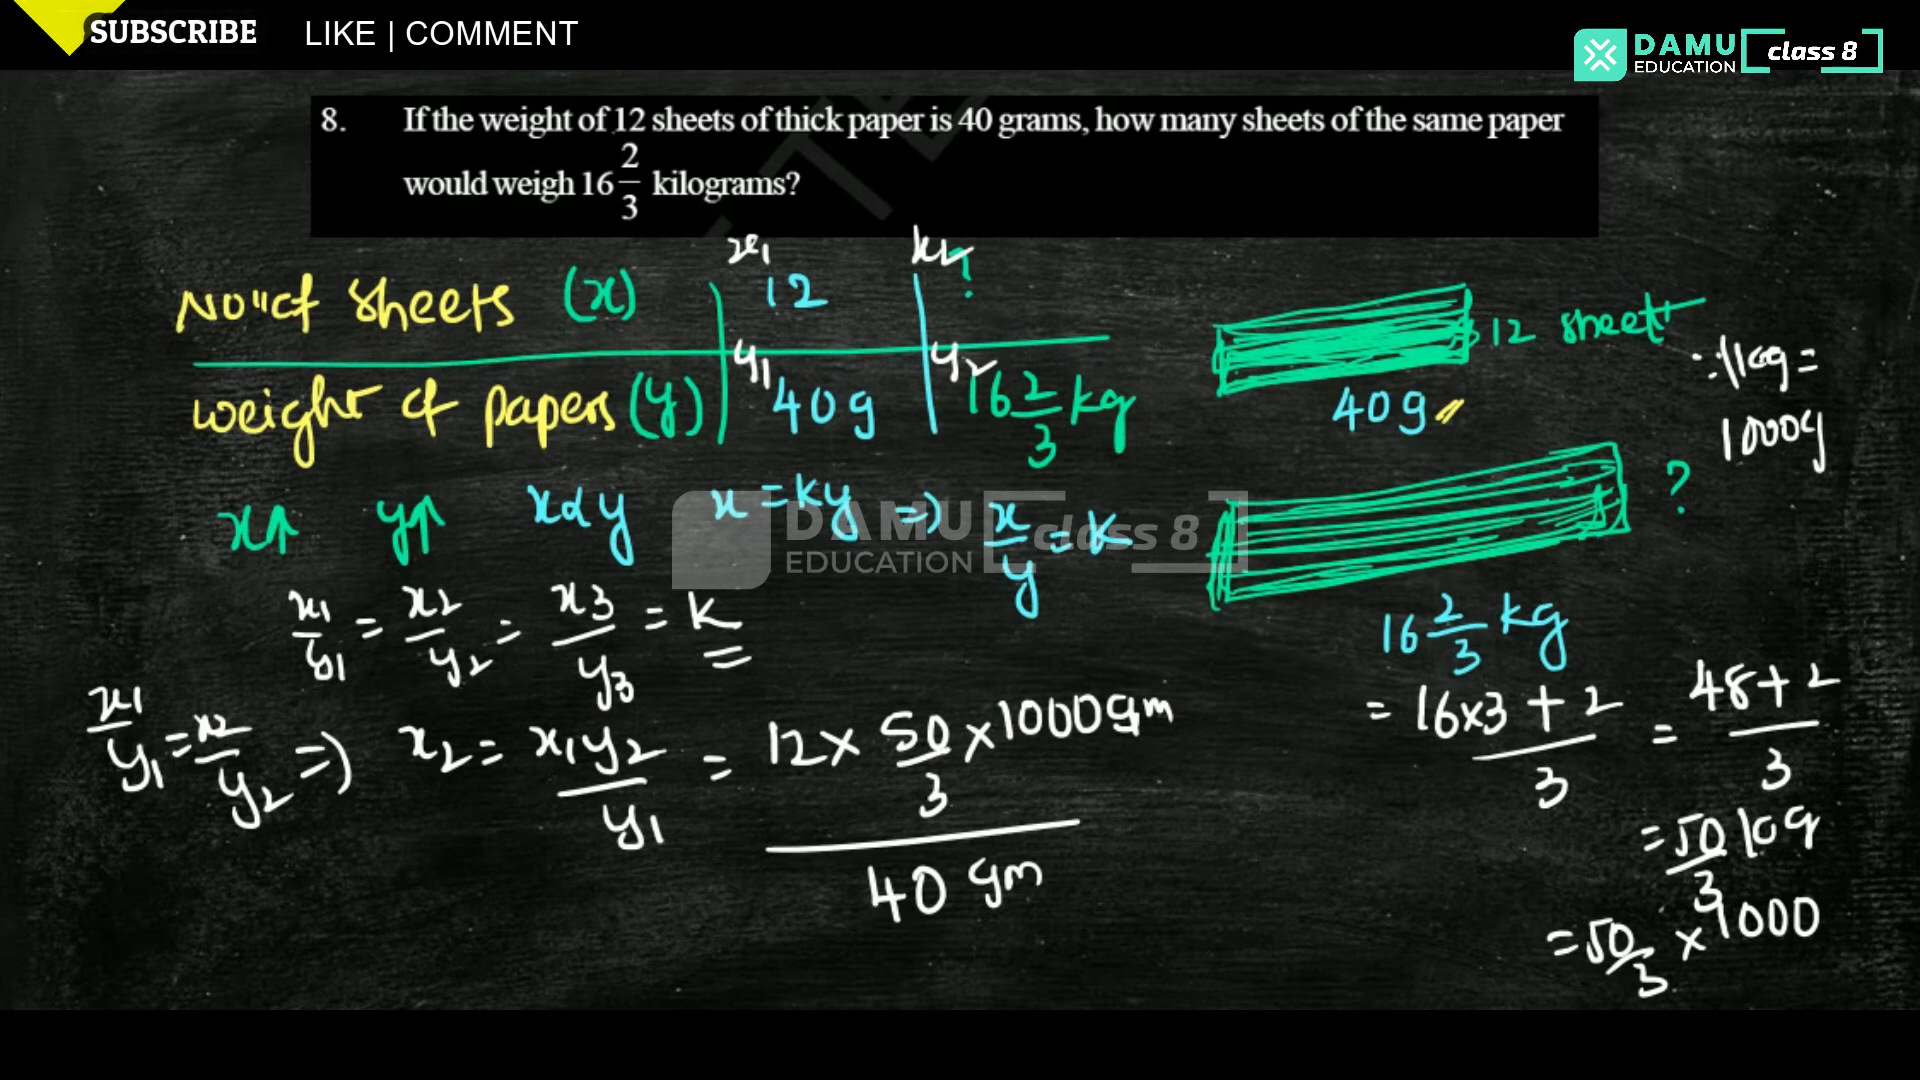 SUBSCRIBE LIKE | COMMENT
DAMU EDUCATION class 8
8. If the weight of 12 sheets of thick paper is 40 grams, how many sheets of the same paper
would weigh 16 2/3 kilograms?
x1 x2
No" of sheets (x) 12 ?
y1 y2
weight of papers (y) 40g 16 2/3 kg
12 sheet
40g
∵ 1kg =
1000g
x↑ y↑ x α y x = ky => x/y = k
?
DAMU EDUCATION class 8
x1/y1 = x2/y2 = x3/y3 = k
16 2/3 kg
= 16x3 + 2 / 3 = 48 + 2 / 3
x1/y1 = x2/y2 => x2 = x1y2/y1 = 12 x 50/3 x 1000 gm / 40 gm
= 50/3 kg
= 50/3 x 1000